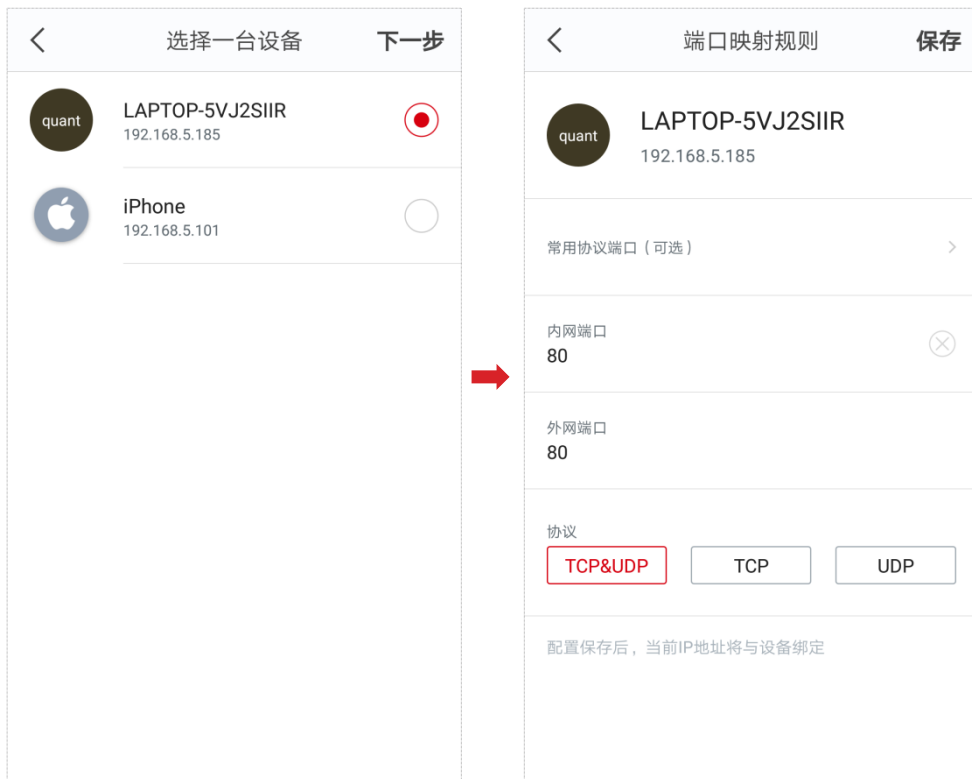 选择一台设备
下一步
quant
LAPTOP-5VJ2SIIR
192.168.5.185
iPhone
192.168.5.101
端口映射规则
保存
quant
LAPTOP-5VJ2SIIR
192.168.5.185
常用协议端口（可选）
内网端口
80
外网端口
80
协议
TCP&UDP
TCP
UDP
配置保存后，当前IP地址将与设备绑定